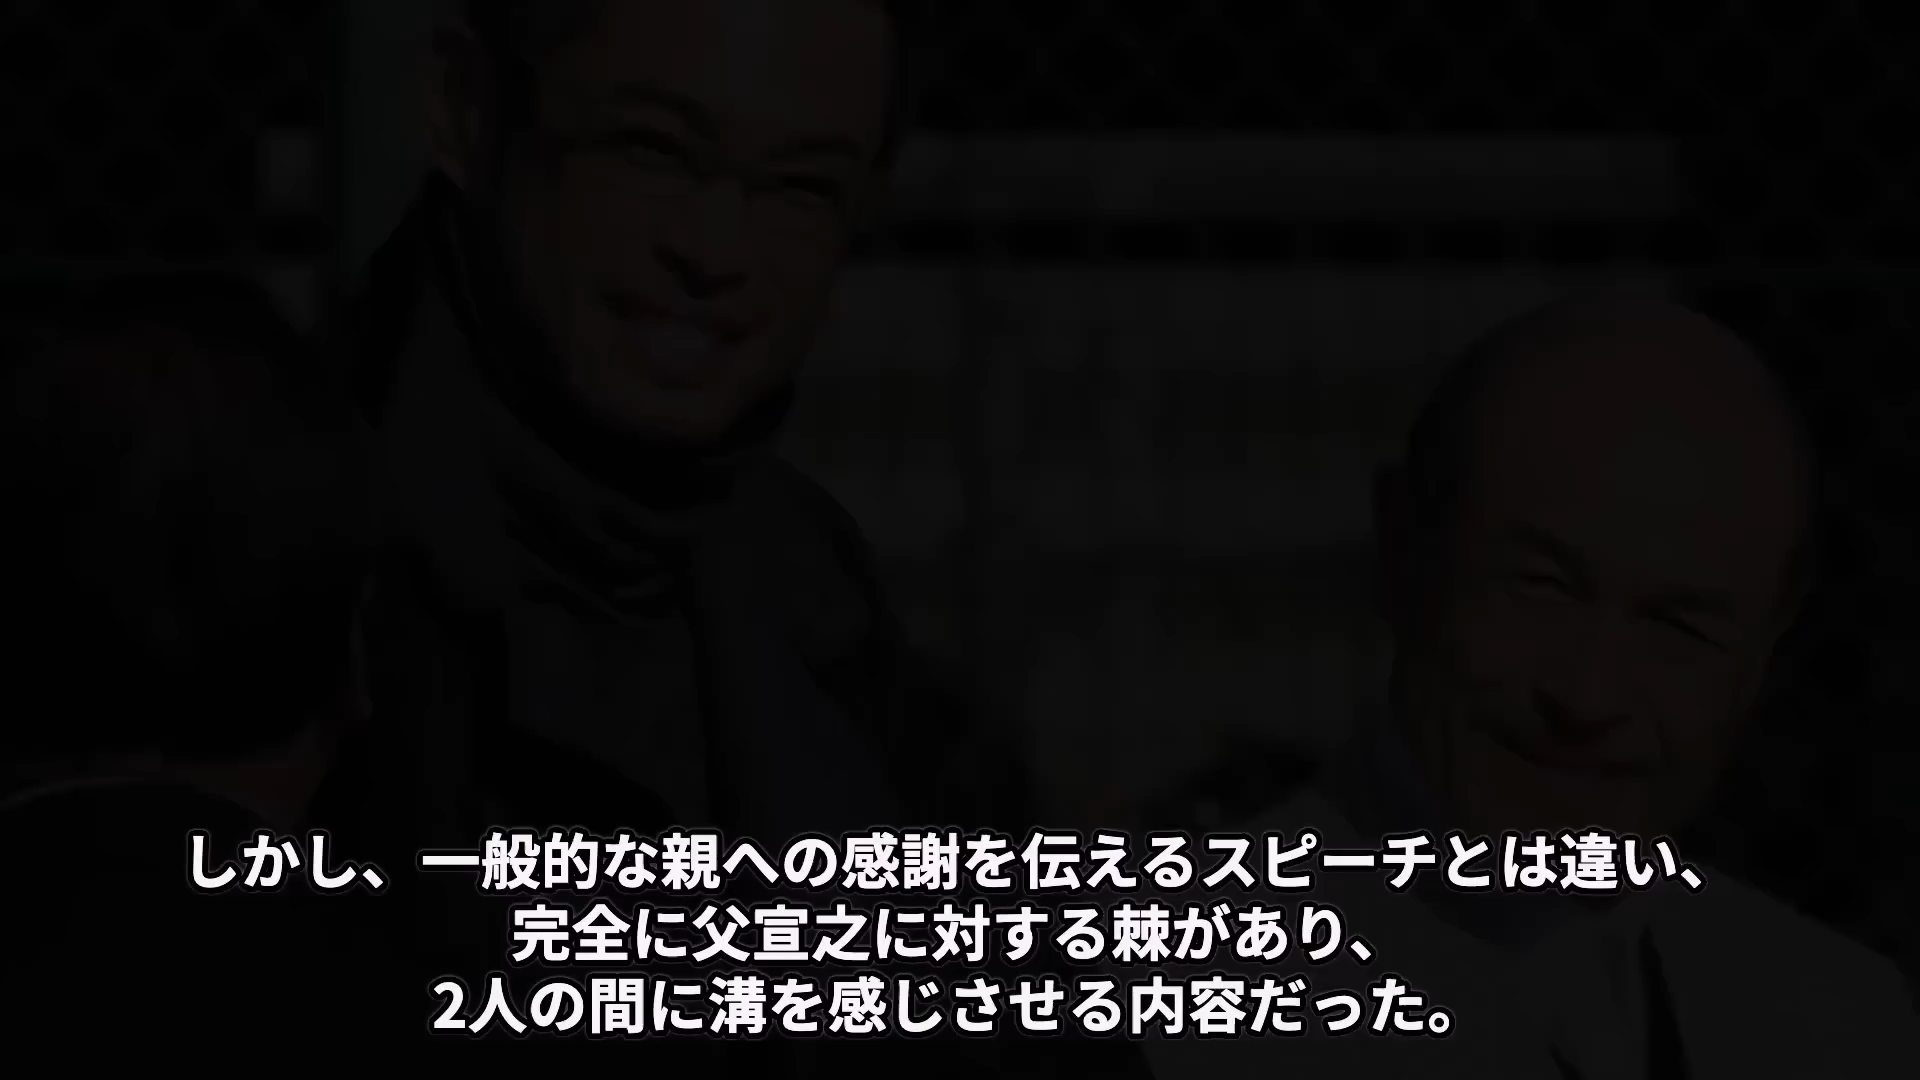 しかし、一般的な親への感謝を伝えるスピーチとは違い、
完全に父宣之に対する棘があり、
2人の間に溝を感じさせる内容だった。